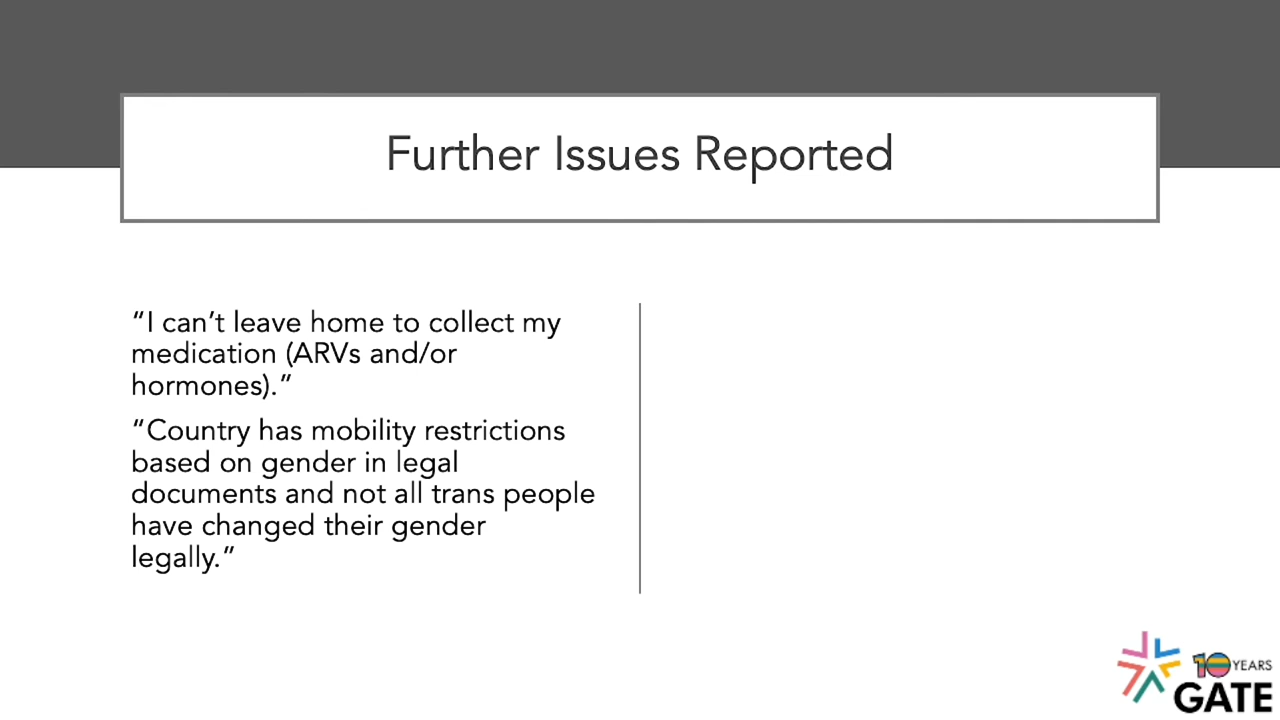 Further Issues Reported
“I can’t leave home to collect my
medication (ARVs and/or
hormones).”
“Country has mobility restrictions
based on gender in legal
documents and not all trans people
have changed their gender
legally.”
10 YEARS
GATE